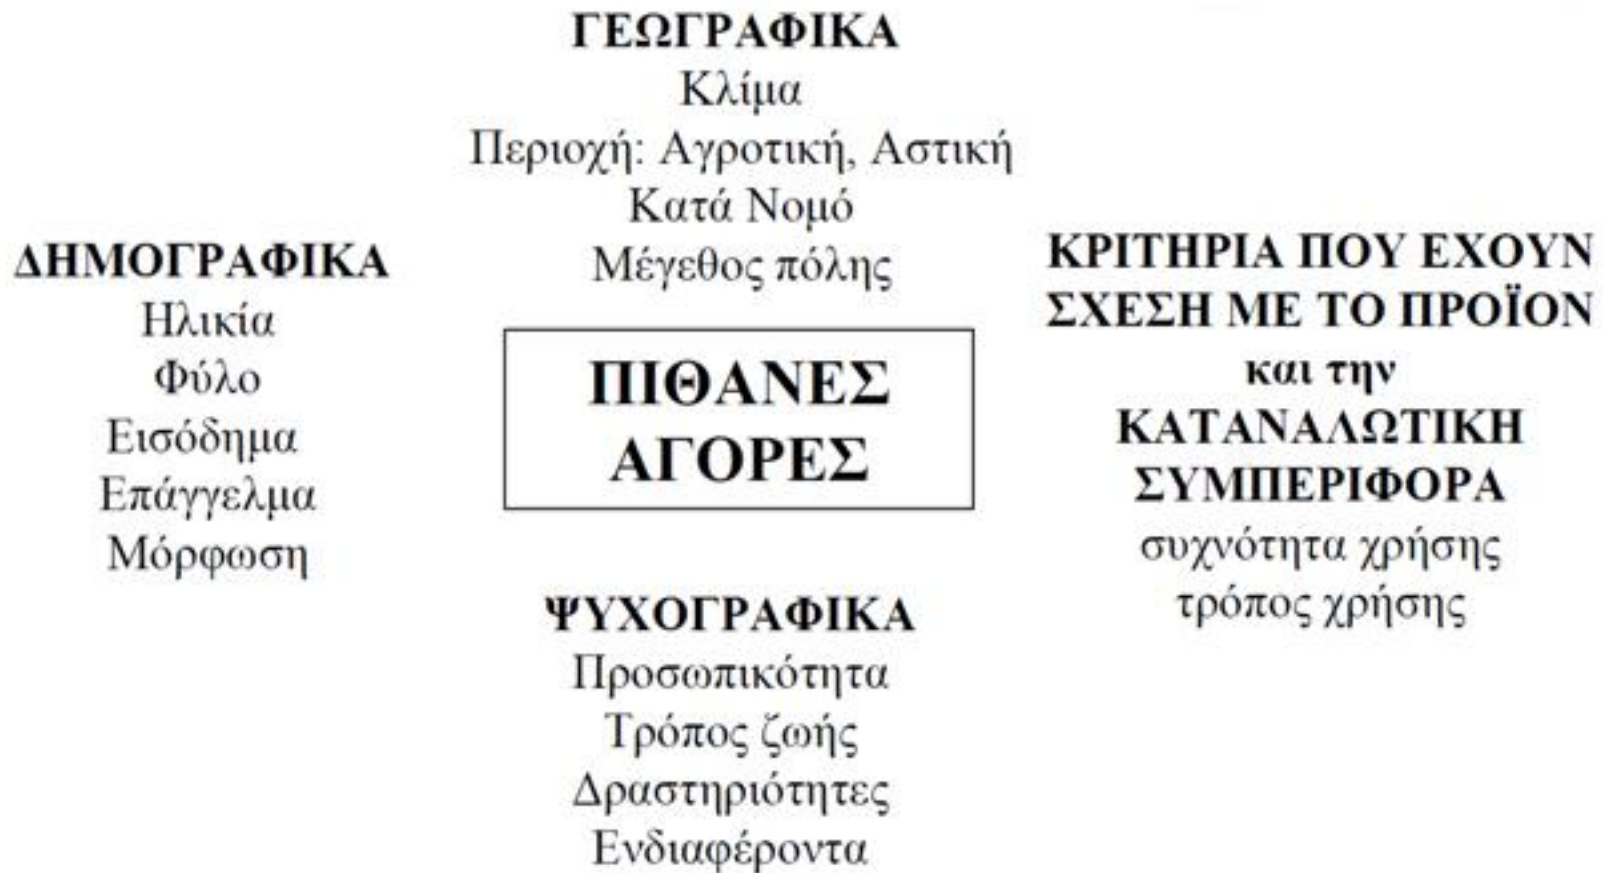 ΓΕΩΓΡΑΦΙΚΑ
Κλίμα
Περιοχή: Αγροτική, Αστική
Κατά Νομό
Μέγεθος πόλης
ΔΗΜΟΓΡΑΦΙΚΑ
Ηλικία
Φύλο
Εισόδημα
Επάγγελμα
Μόρφωση
ΠΙΘΑΝΕΣ
ΑΓΟΡΕΣ
ΚΡΙΤΗΡΙΑ ΠΟΥ ΕΧΟΥΝ
ΣΧΕΣΗ ΜΕ ΤΟ ΠΡΟΪΟΝ
και την
ΚΑΤΑΝΑΛΩΤΙΚΗ
ΣΥΜΠΕΡΙΦΟΡΑ
συχνότητα χρήσης
τρόπος χρήσης
ΨΥΧΟΓΡΑΦΙΚΑ
Προσωπικότητα
Τρόπος ζωής
Δραστηριότητες
Ενδιαφέροντα